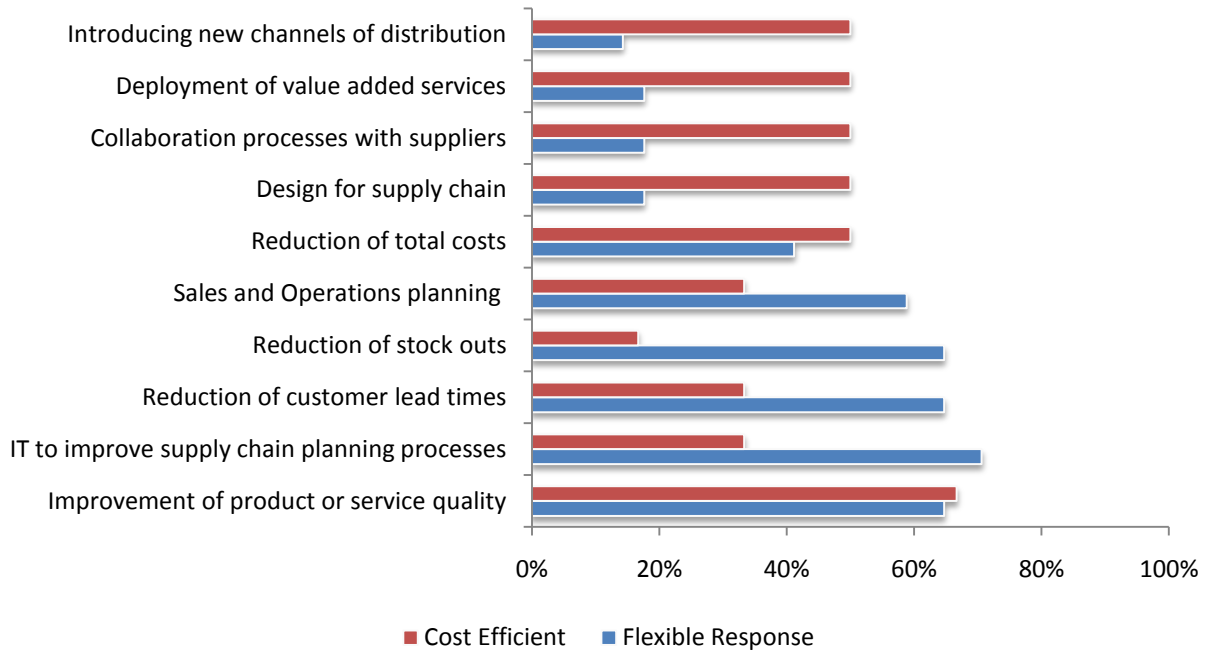 Introducing new channels of distribution
Deployment of value added services
Collaboration processes with suppliers
Design for supply chain
Reduction of total costs
Sales and Operations planning
Reduction of stock outs
Reduction of customer lead times
IT to improve supply chain planning processes
Improvement of product or service quality
0% 20% 40% 60% 80% 100%
Cost Efficient Flexible Response